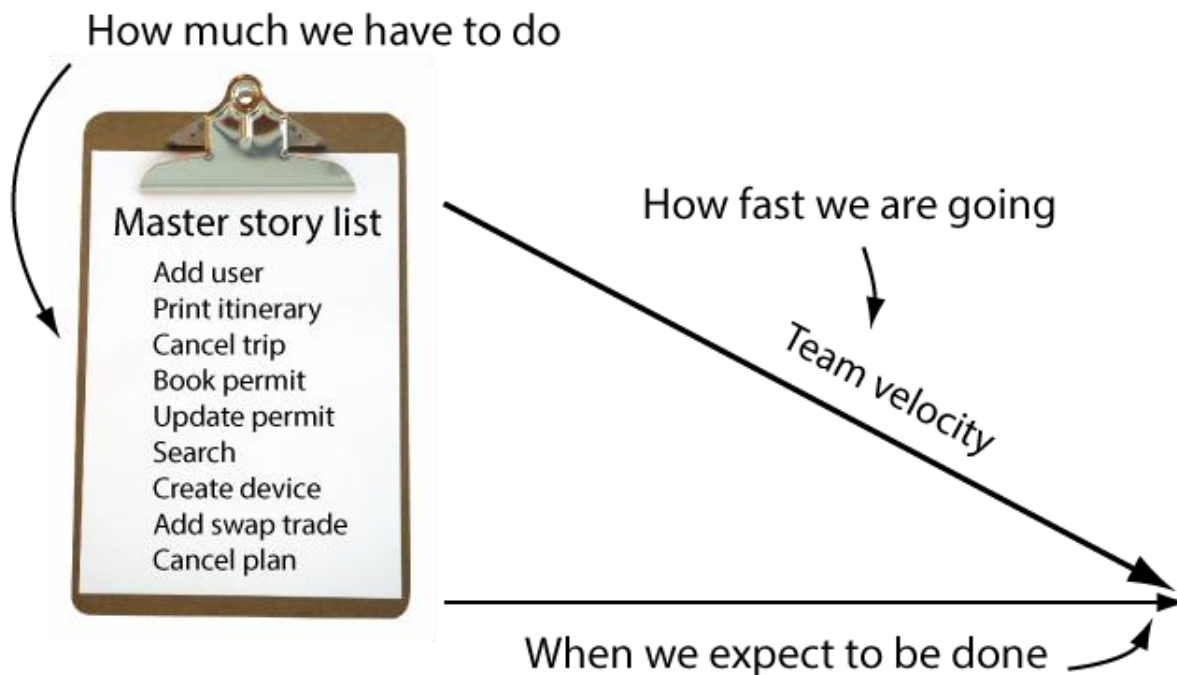 How much we have to do
Master story list
Add user
Print itinerary
Cancel trip
Book permit
Update permit
Search
Create device
Add swap trade
Cancel plan
How fast we are going
Team velocity
When we expect to be done